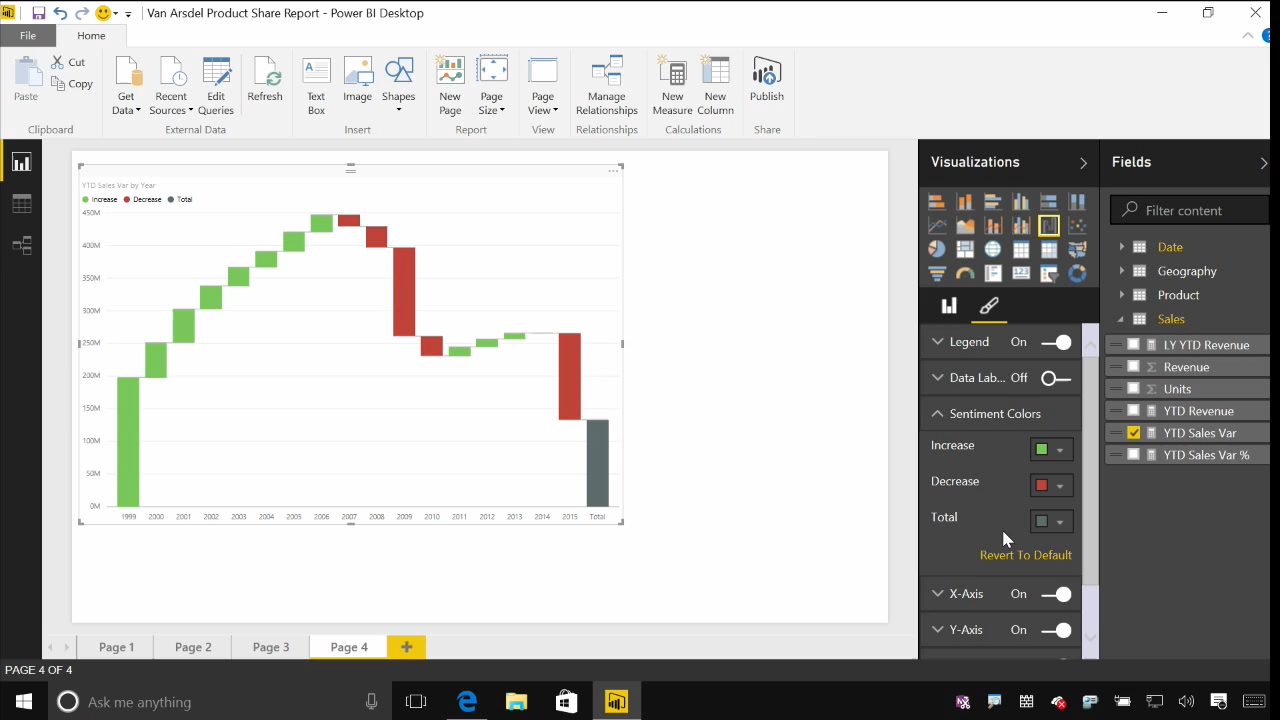 Van Arsdel Product Share Report - Power BI Desktop
File
Home
Paste
Cut
Copy
Clipboard
Get Data
Recent Sources
Edit Queries
Refresh
External Data
Text Box
Image
Shapes
Insert
New Page
Page Size
Report
Page View
View
Manage Relationships
Relationships
New Measure
New Column
Calculations
Publish
Share
YTD Sales Var by Year
Increase Decrease Total
450M
400M
350M
300M
250M
200M
150M
100M
50M
0M
1999 2000 2001 2002 2003 2004 2005 2006 2007 2008 2009 2010 2011 2012 2013 2014 2015 Total
Visualizations
Legend On
Data Lab... Off
Sentiment Colors
Increase
Decrease
Total
Revert To Default
X-Axis On
Y-Axis On
Fields
Filter content
Date
Geography
Product
Sales
LY YTD Revenue
Revenue
Units
YTD Revenue
YTD Sales Var
YTD Sales Var %
Page 1 Page 2 Page 3 Page 4
PAGE 4 OF 4
Ask me anything